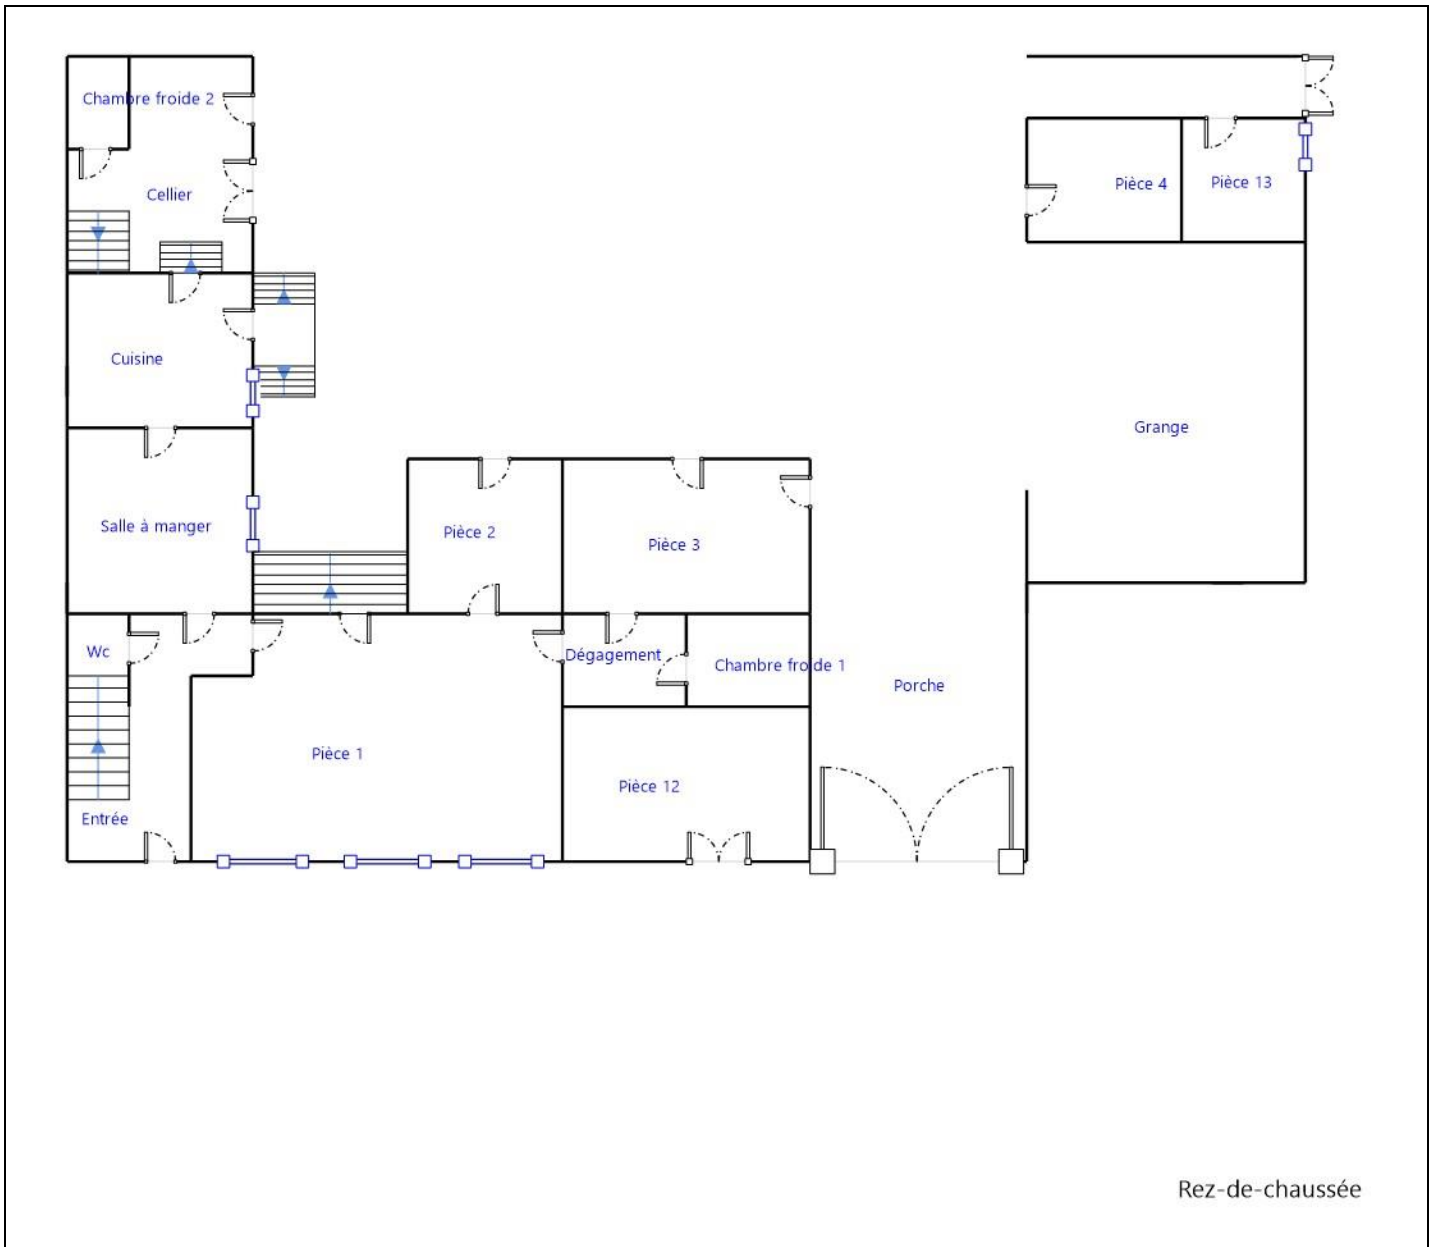 Chambre froide 2
Cellier
Pièce 4
Pièce 13
Cuisine
Grange
Salle à manger
Pièce 2
Pièce 3
Wc
Dégagement
Chambre froide 1
Porche
Pièce 1
Pièce 12
Entrée
Rez-de-chaussée